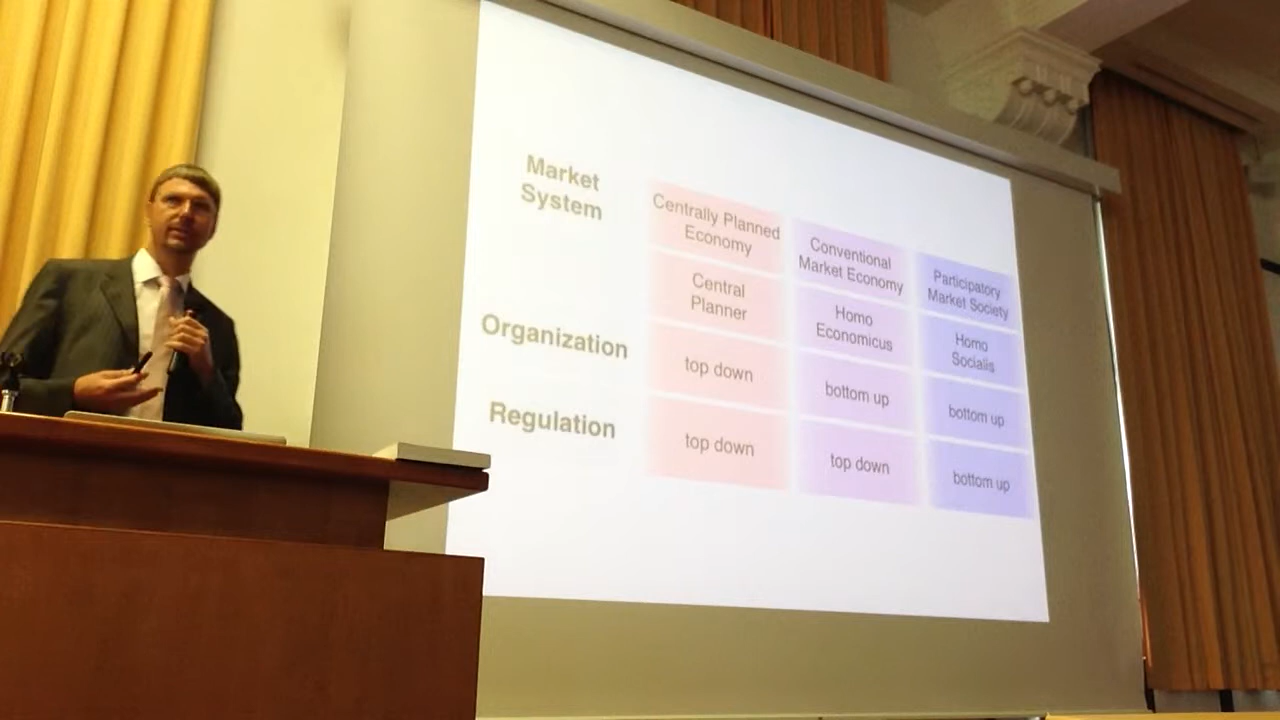 Market
System
Centrally Planned
Economy
Conventional
Market Economy
Participatory
Market Society
Central
Planner
Homo
Economicus
Homo
Socialis
Organization
top down
bottom up
bottom up
Regulation
top down
top down
bottom up